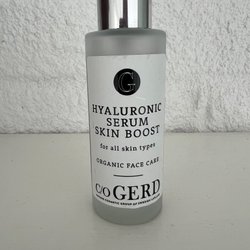 G
HYALURONIC
SERUM
SKIN BOOST
for all skin types
ORGANIC FACE CARE
c/o GERD